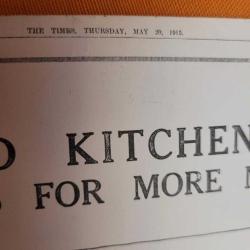 THE TIMES, THURSDAY, MAY 20, 1915.
D KITCHEN
S FOR MORE M